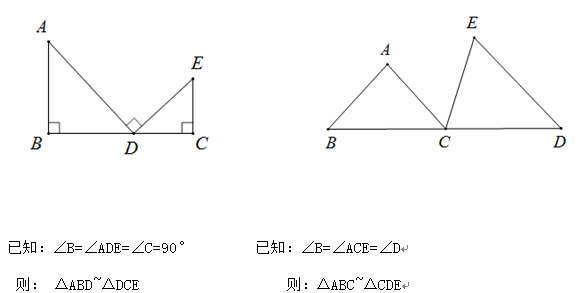 A
E
B
D
C
E
A
B
C
D
已知：∠B=∠ADE=∠C=90°
已知：∠B=∠ACE=∠D↵
则： △ABD~△DCE
则：△ABC~△CDE↵